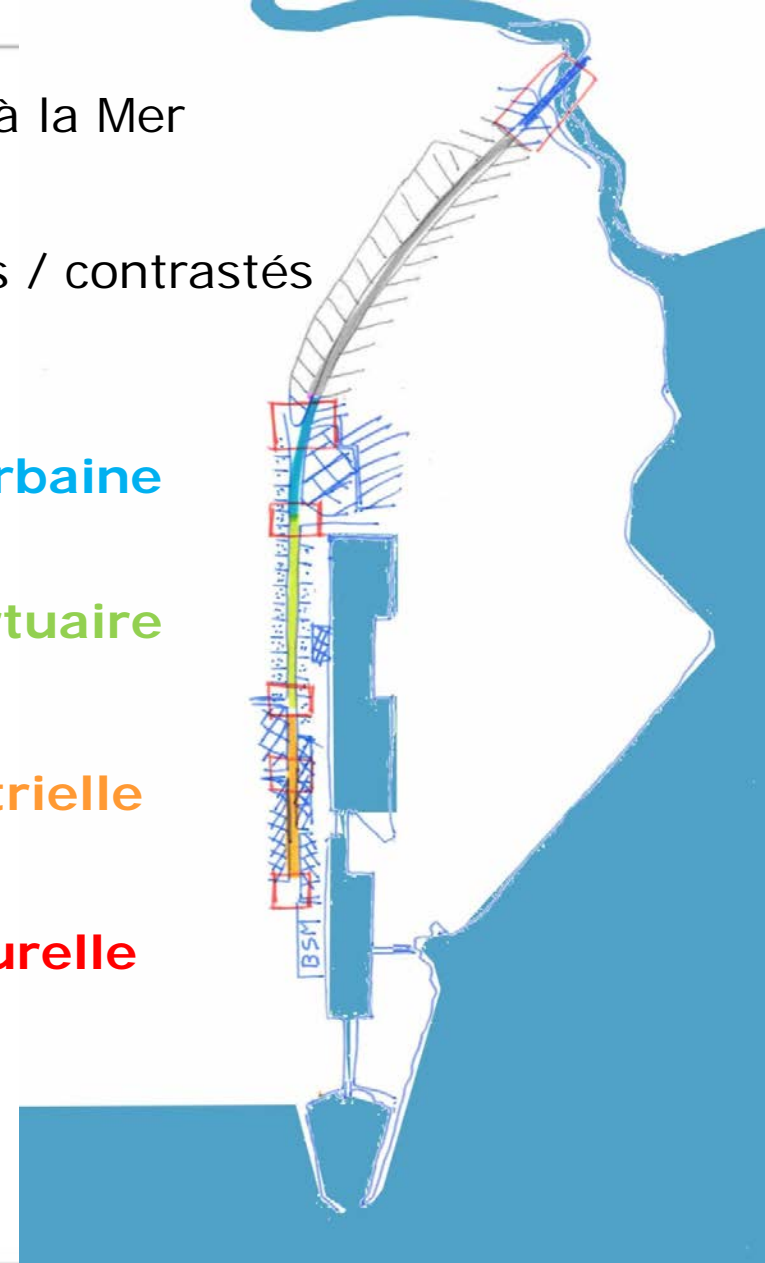 à la Mer
s / contrastés
rbaine
rtuaire
trielle
urelle
BSM